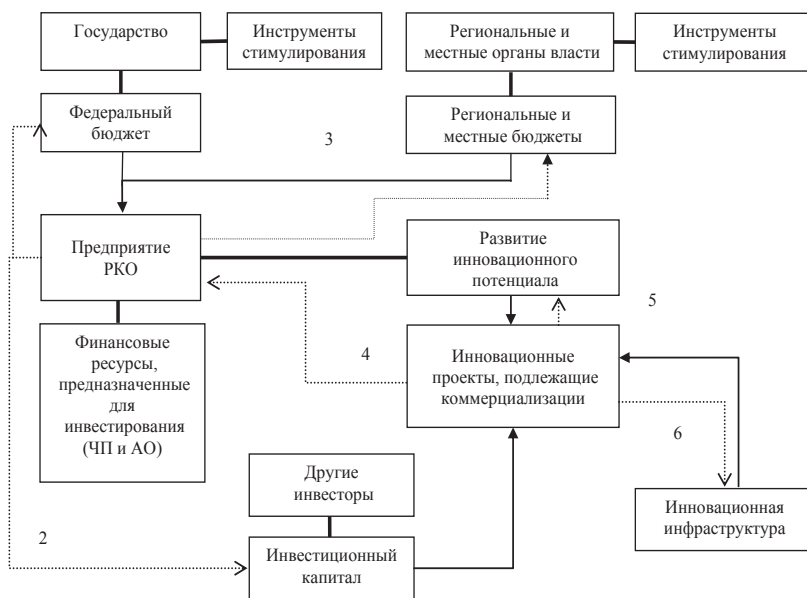 Государство
Инструменты
стимулирования
Региональные и
местные органы власти
Инструменты
стимулирования
Федеральный
бюджет
3
Региональные и
местные бюджеты
Предприятие
РКО
Развитие
инновационного
потенциала
5
Финансовые
ресурсы,
предназначенные
для
инвестирования
(ЧП и АО)
4
Инновационные
проекты, подлежащие
коммерциализации
6
Другие
инвесторы
Инновационная
инфраструктура
2
Инвестиционный
капитал